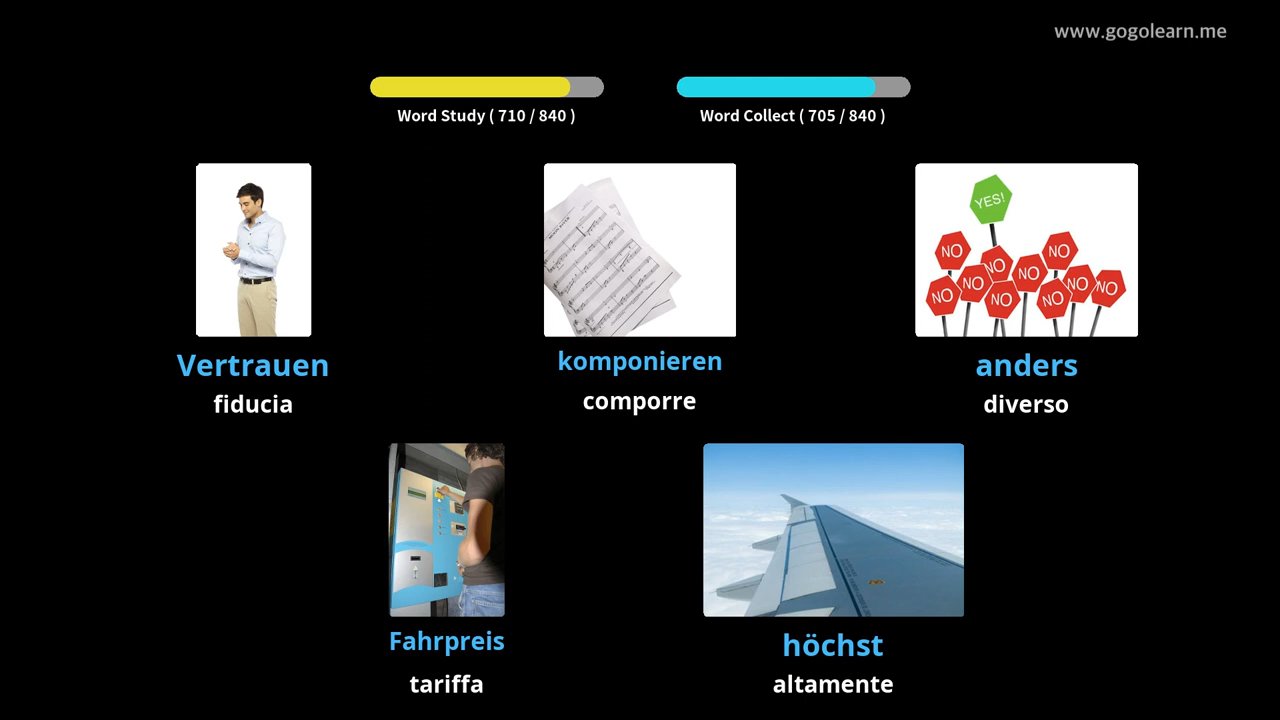 www.gogolearn.me
Word Study ( 710 / 840 )
Word Collect ( 705 / 840 )
YES!
NO
NO
NO
NO
NO
NO
NO
NO
NO
NO
Vertrauen
fiducia
komponieren
comporre
anders
diverso
Fahrpreis
tariffa
höchst
altamente